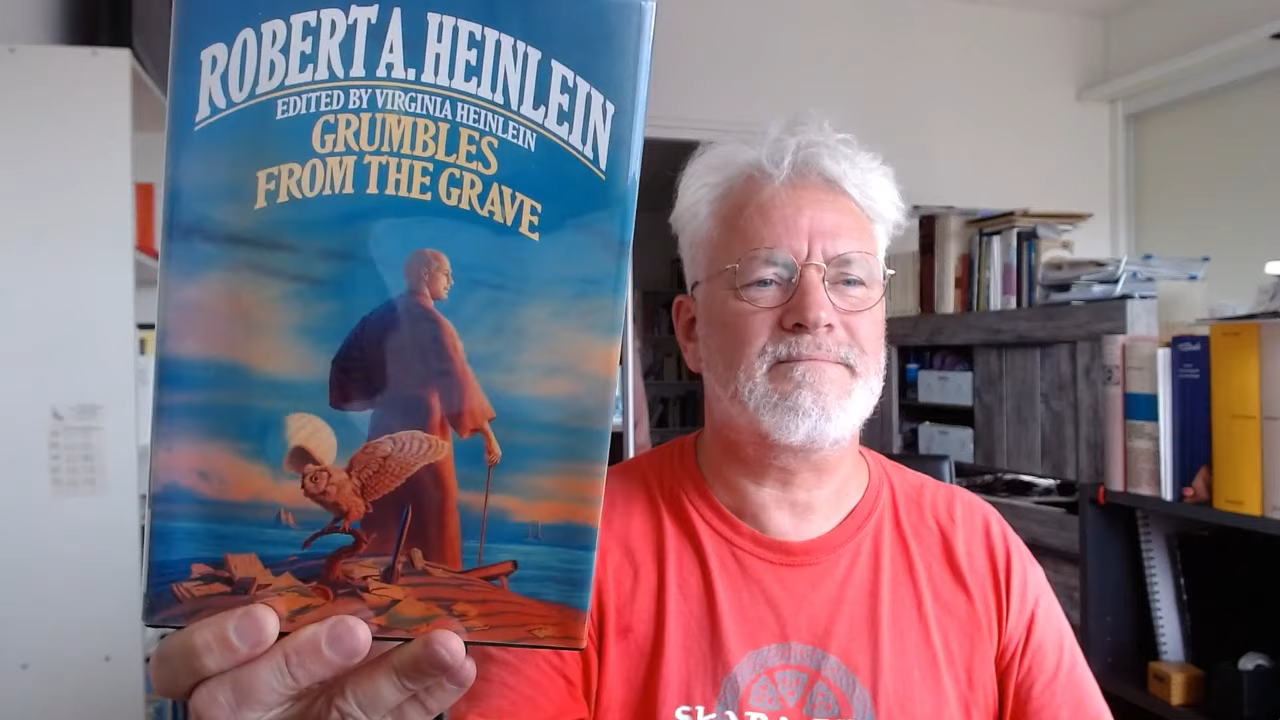 ROBERT A. HEINLEIN
EDITED BY VIRGINIA HEINLEIN
GRUMBLES
FROM THE GRAVE